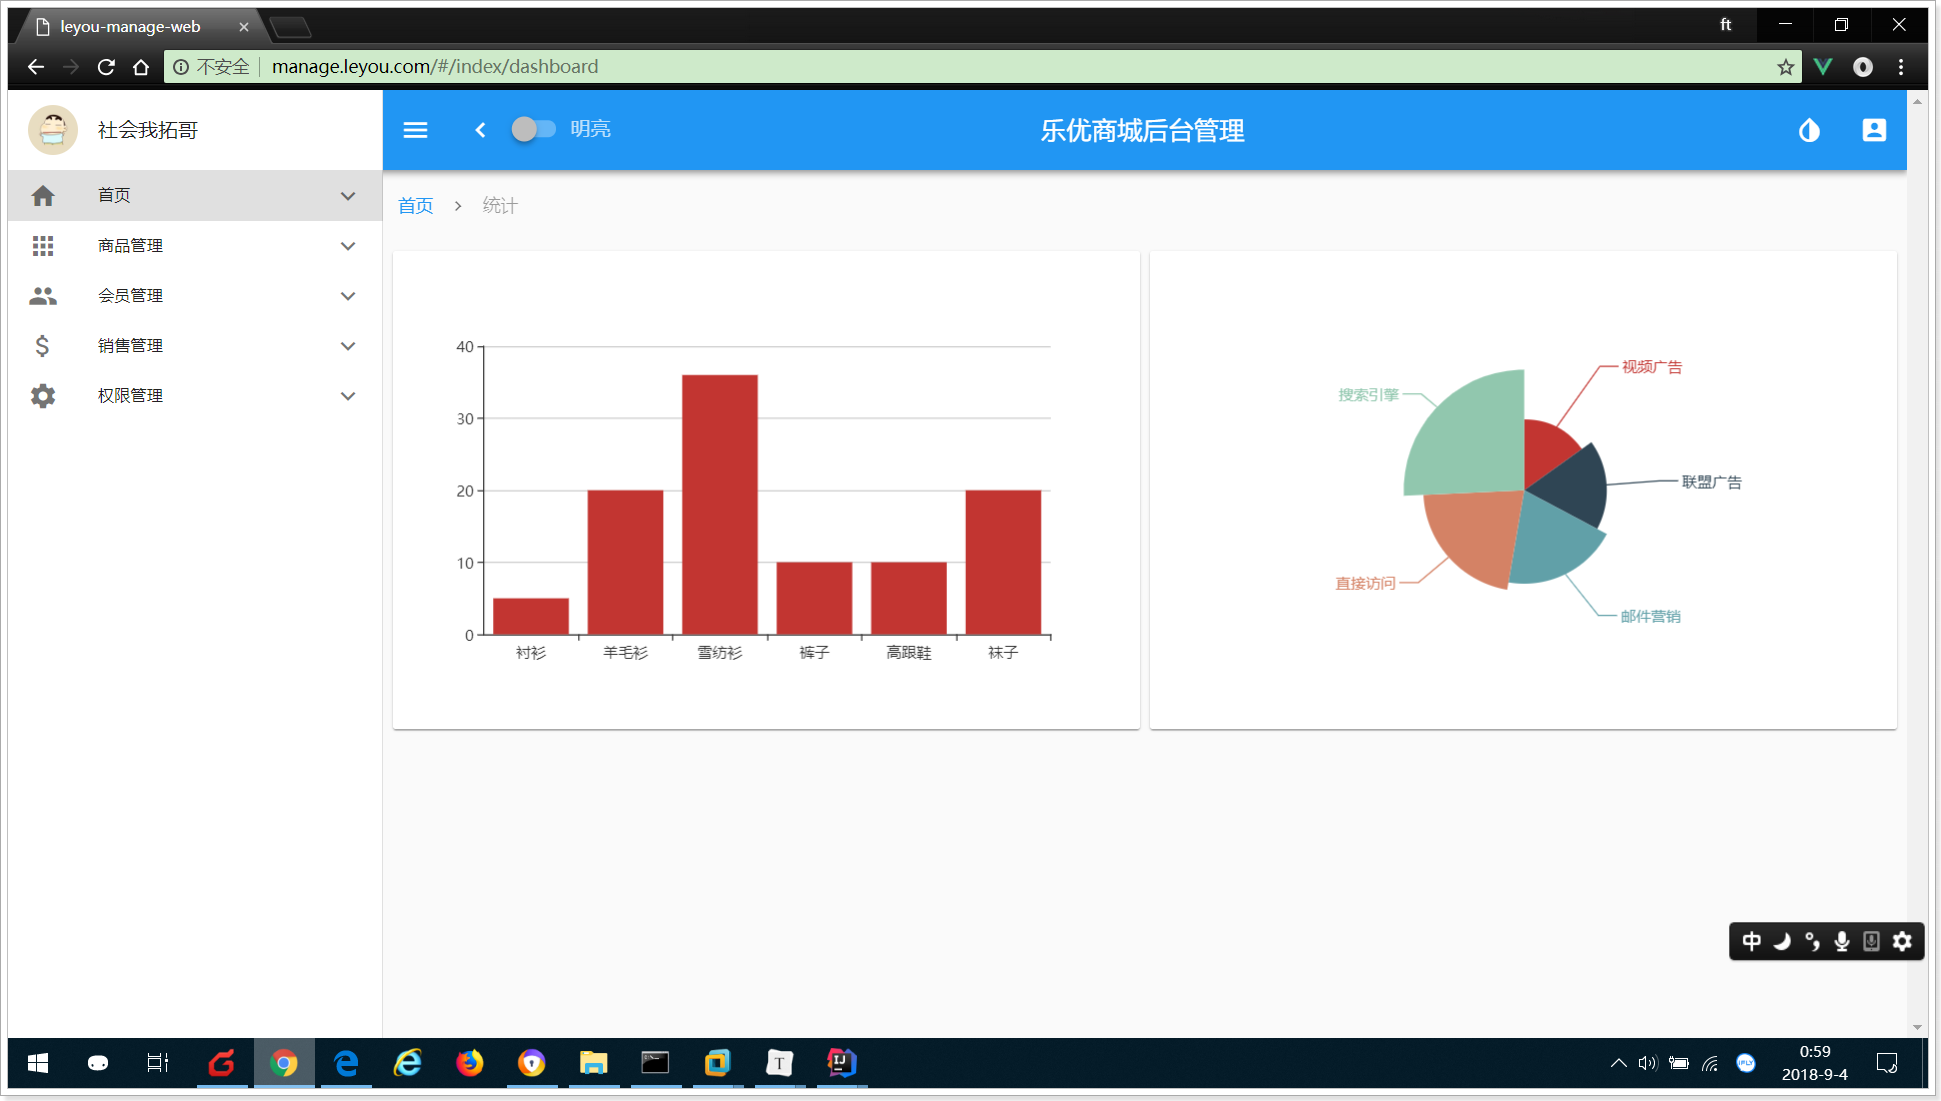 leyou-manage-web
ft
不安全
manage.leyou.com/#/index/dashboard
社会我拓哥
明亮
乐优商城后台管理
首页
商品管理
会员管理
销售管理
权限管理
首页 > 统计
40
30
20
10
0
衬衫 羊毛衫 雪纺衫 裤子 高跟鞋 袜子
视频广告
搜索引擎
联盟广告
直接访问
邮件营销
中
T
IJ
iFLY
0:59
2018-9-4